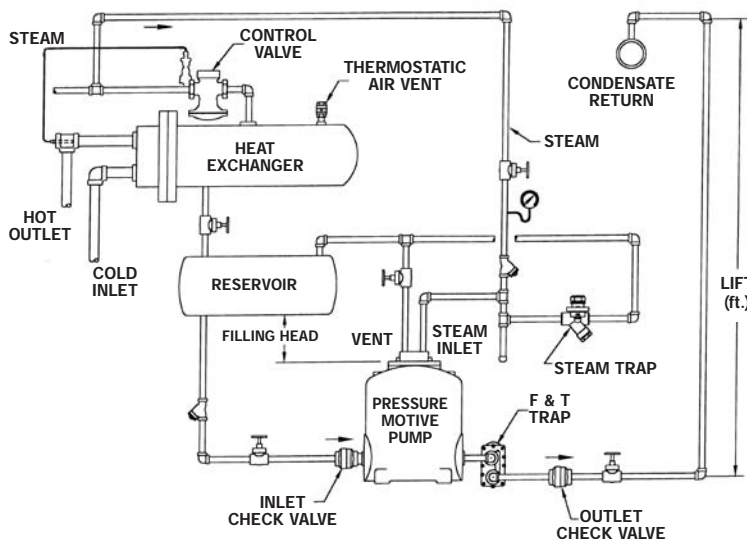 STEAM
CONTROL
VALVE
THERMOSTATIC
AIR VENT
CONDENSATE
RETURN
HEAT
EXCHANGER
STEAM
HOT
OUTLET
COLD
INLET
RESERVOIR
LIFT
(ft.)
FILLING HEAD
VENT
STEAM
INLET
STEAM TRAP
PRESSURE
MOTIVE
PUMP
F & T
TRAP
INLET
CHECK VALVE
OUTLET
CHECK VALVE